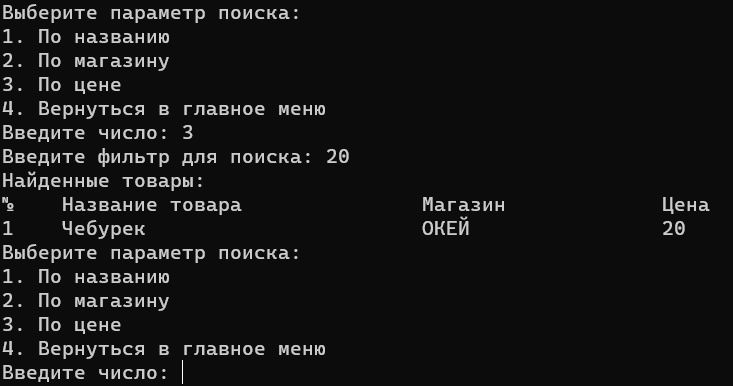 Выберите параметр поиска:
1. По названию
2. По магазину
3. По цене
4. Вернуться в главное меню
Введите число: 3
Введите фильтр для поиска: 20
Найденные товары:
№    Название товара               Магазин             Цена
1    Чебурек                       ОКЕЙ                20
Выберите параметр поиска:
1. По названию
2. По магазину
3. По цене
4. Вернуться в главное меню
Введите число: